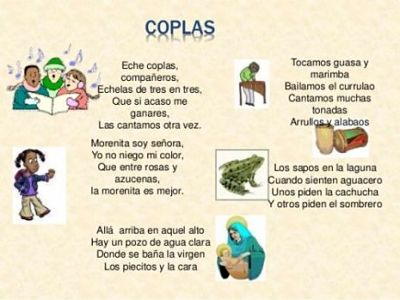 COPLAS
Eche coplas,
compañeros,
Echelas de tres en tres,
Que si acaso me
ganares,
Las cantamos otra vez.
Tocamos guasa y
marimba
Bailamos el currulao
Cantamos muchas
tonadas
Arrullos y alabaos
Morenita soy señora,
Yo no niego mi color,
Que entre rosas y
azucenas,
la morenita es mejor.
Los sapos en la laguna
Cuando sienten aguacero
Unos piden la cachucha
Y otros piden el sombrero
Allá arriba en aquel alto
Hay un pozo de agua clara
Donde se baña la virgen
Los piecitos y la cara